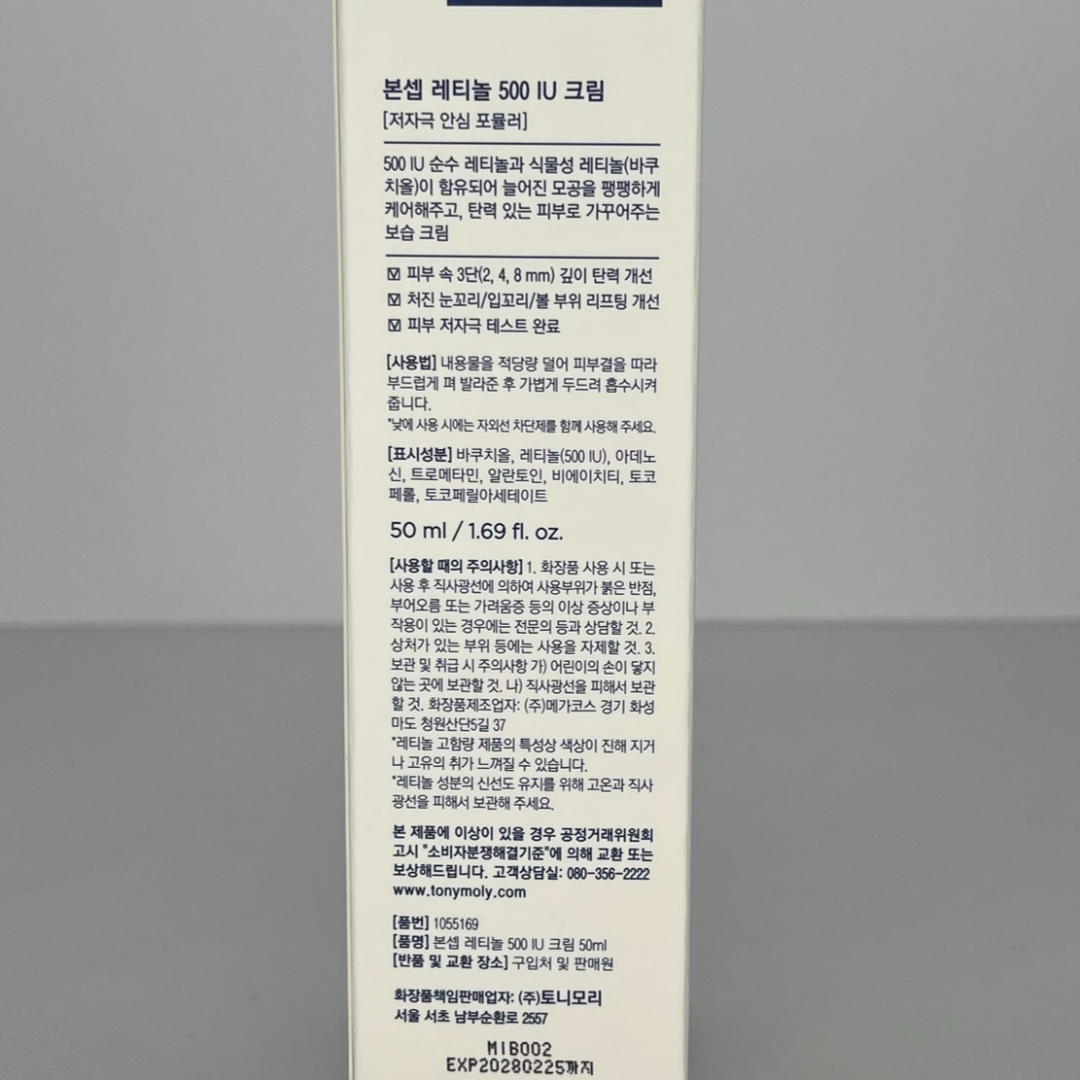 본셉 레티놀 500 IU 크림
[저자극 안심 포뮬러]
500 IU 순수 레티놀과 식물성 레티놀(바쿠
치올)이 함유되어 늘어진 모공을 팽팽하게
케어해주고, 탄력 있는 피부로 가꾸어주는
보습 크림
☑ 피부 속 3단(2, 4, 8 mm) 깊이 탄력 개선
☑ 처진 눈꼬리/입꼬리/볼 부위 리프팅 개선
☑ 피부 저자극 테스트 완료
[사용법] 내용물을 적당량 덜어 피부결을 따라
부드럽게 펴 발라준 후 가볍게 두드려 흡수시켜
줍니다.
*낮에 사용 시에는 자외선 차단제를 함께 사용해 주세요.
[표시성분] 바쿠치올, 레티놀(500 IU), 아데노
신, 트로메타민, 알란토인, 비에이치티, 토코
페롤, 토코페릴아세테이트
50 ml / 1.69 fl. oz.
[사용할 때의 주의사항] 1. 화장품 사용 시 또는
사용 후 직사광선에 의하여 사용부위가 붉은 반점,
부어오름 또는 가려움증 등의 이상 증상이나 부
작용이 있는 경우에는 전문의 등과 상담할 것. 2.
상처가 있는 부위 등에는 사용을 자제할 것. 3.
보관 및 취급 시 주의사항 가) 어린이의 손이 닿지
않는 곳에 보관할 것. 나) 직사광선을 피해서 보관
할 것. 화장품제조업자: (주)메가코스 경기 화성
마도 청원산단5길 37
*레티놀 고함량 제품의 특성상 색상이 진해 지거
나 고유의 취가 느껴질 수 있습니다.
*레티놀 성분의 신선도 유지를 위해 고온과 직사
광선을 피해서 보관해 주세요.
본 제품에 이상이 있을 경우 공정거래위원회
고시 "소비자분쟁해결기준"에 의해 교환 또는
보상해드립니다. 고객상담실: 080-356-2222
www.tonymoly.com
[품번] 1055169
[품명] 본셉 레티놀 500 IU 크림 50ml
[반품 및 교환 장소] 구입처 및 판매원
화장품책임판매업자: (주)토니모리
서울 서초 남부순환로 2557
MIB002
EXP20280225까지